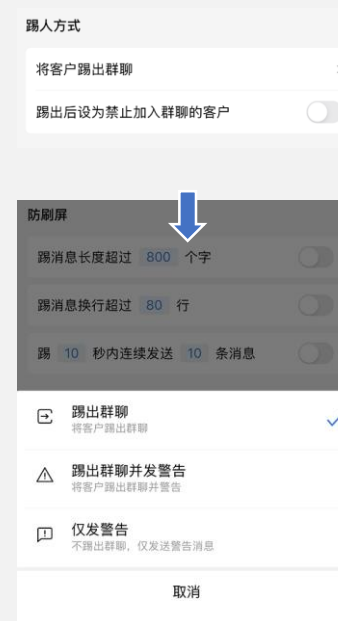 踢人方式
将客户踢出群聊
踢出后设为禁止加入群聊的客户
防刷屏
踢消息长度超过 800 个字
踢消息换行超过 80 行
踢 10 秒内连续发送 10 条消息
踢出群聊
将客户踢出群聊
踢出群聊并发警告
将客户踢出群聊并警告
仅发警告
不踢出群聊，仅发送警告消息
取消